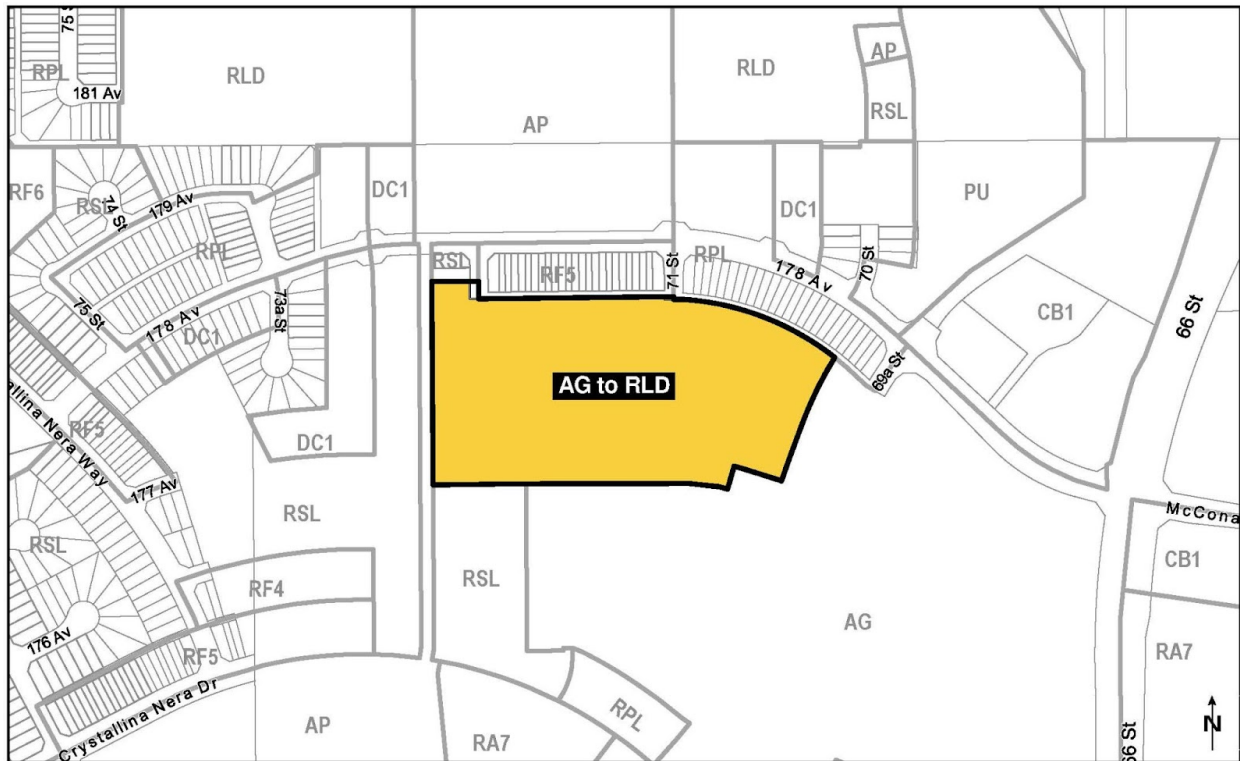 75 S
RPL
181 Av
RLD
AP
RLD
AP
RSL
RF6
RSL
74 St
179 Av
RPL
DC1
DC1
PU
RSL
RF5
71 St
RPL
178 Av
70 St
75 St
178 Av
73a St
DC1
CB1
66 St
AG to RLD
69a St
allina Nera Way
RF5
DC1
177 Av
RSL
RSL
RSL
McCona
CB1
RF4
AG
176 Av
RF5
RA7
Crystallina Nera Dr
AP
RA7
RPL
66 St
N